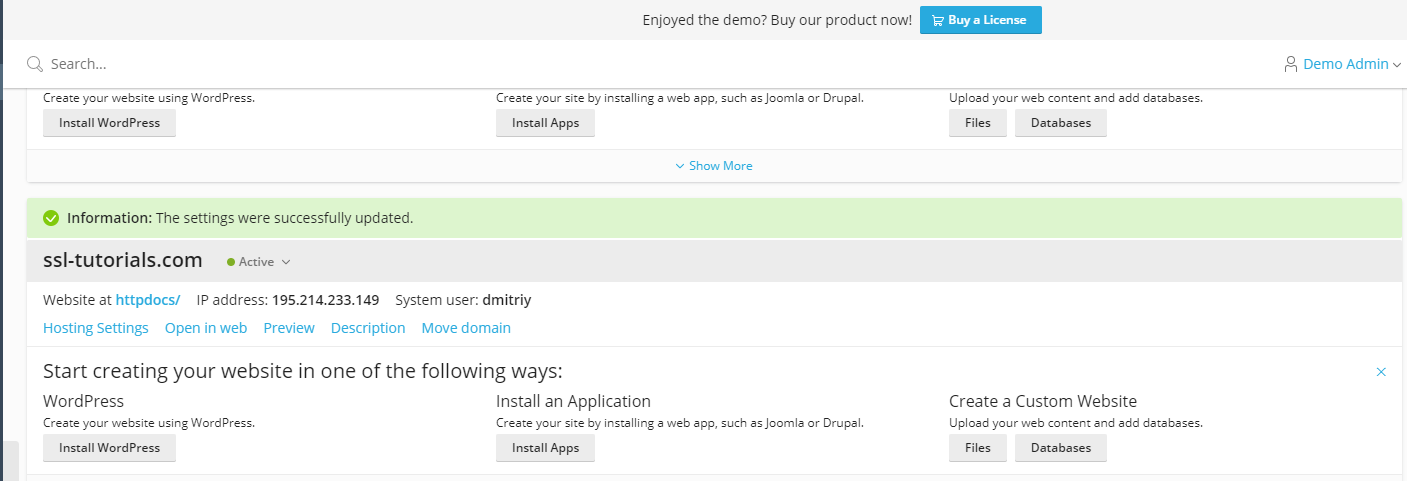 Enjoyed the demo? Buy our product now! Buy a License
Search... Demo Admin
Create your website using WordPress. Create your site by installing a web app, such as Joomla or Drupal. Upload your web content and add databases.
Install WordPress Install Apps Files Databases
Show More
Information: The settings were successfully updated.
ssl-tutorials.com Active
Website at httpdocs/ IP address: 195.214.233.149 System user: dmitriy
Hosting Settings Open in web Preview Description Move domain
Start creating your website in one of the following ways:
WordPress Install an Application Create a Custom Website
Create your website using WordPress. Create your site by installing a web app, such as Joomla or Drupal. Upload your web content and add databases.
Install WordPress Install Apps Files Databases